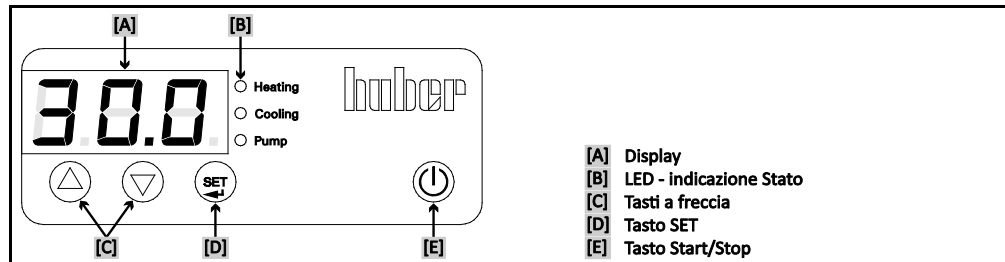 [A] [B]
30.0
Heating
Cooling
Pump
huber
SET
[C] [D] [E]
[A] Display
[B] LED - indicazione Stato
[C] Tasti a freccia
[D] Tasto SET
[E] Tasto Start/Stop